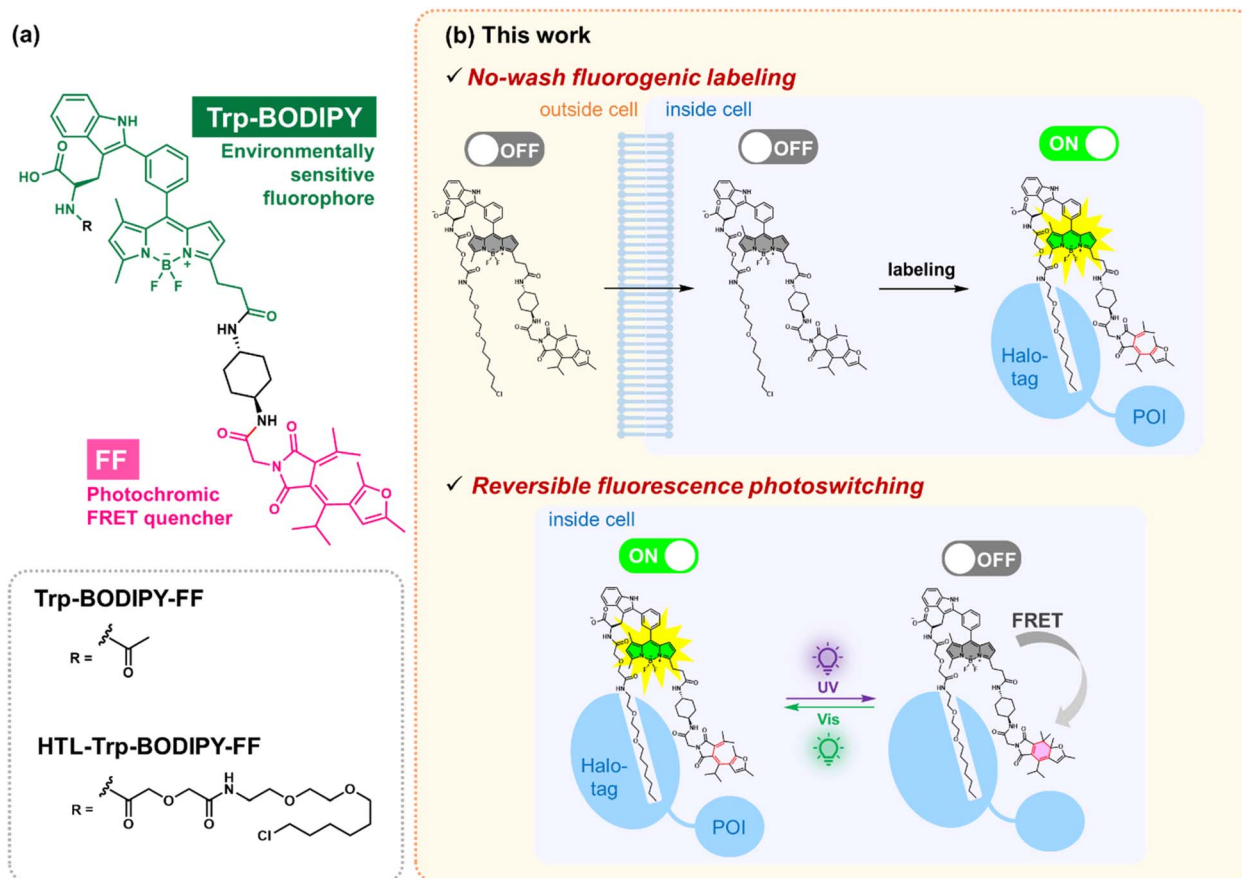 (a)
Trp-BODIPY
Environmentally
sensitive
fluorophore
NH
O
HO
HN
R
N B N
- +
F F
O
HN
NH
O
FF
Photochromic
FRET quencher
O
N
O
O
Trp-BODIPY-FF
R =
O
HTL-Trp-BODIPY-FF
R =
O
O
O
H
N
O
O
Cl
(b) This work
✓ No-wash fluorogenic labeling
outside cell
inside cell
OFF
OFF
ON
labeling
Cl
Halo-
tag
POI
✓ Reversible fluorescence photoswitching
inside cell
ON
OFF
UV
Vis
FRET
Halo-
tag
POI